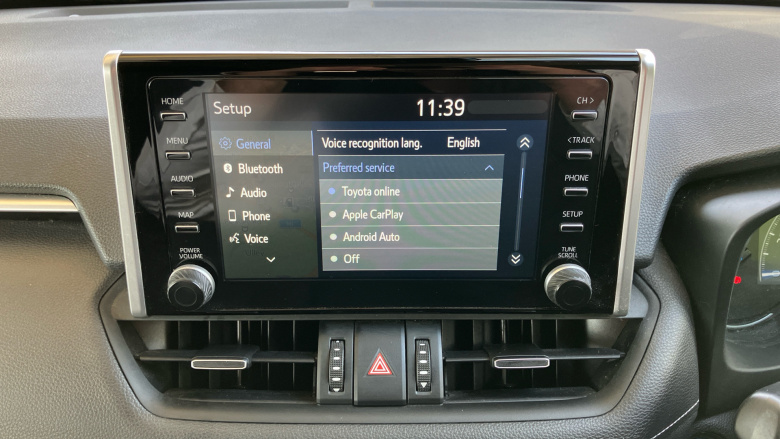 HOME
MENU
AUDIO
MAP
POWER
VOLUME
Setup 11:39
General
Bluetooth
Audio
Phone
Voice
Voice recognition lang. English
Preferred service
Toyota online
Apple CarPlay
Android Auto
Off
CH >
< TRACK
PHONE
SETUP
TUNE
SCROLL